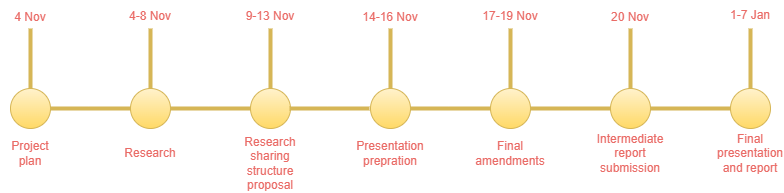 4 Nov
4-8 Nov
9-13 Nov
14-16 Nov
17-19 Nov
20 Nov
1-7 Jan
Project
plan
Research
Research
sharing
structure
proposal
Presentation
prepration
Final
amendments
Intermediate
report
submission
Final
presentation
and report